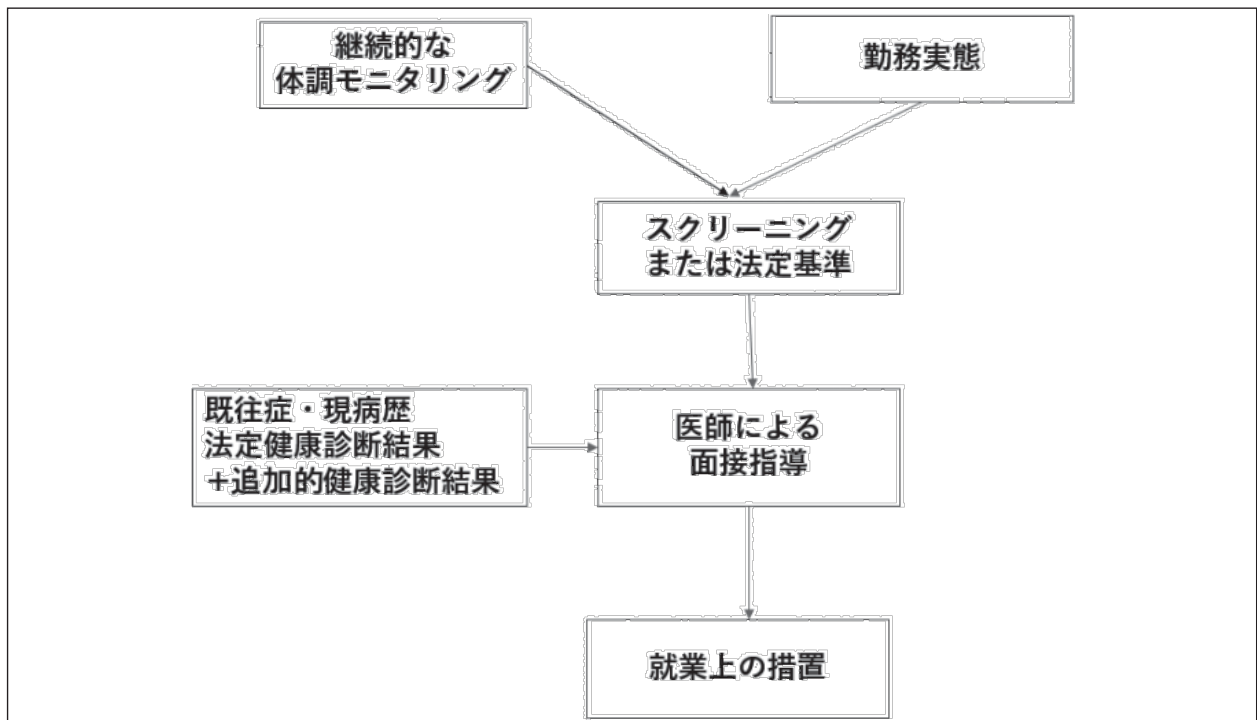 継続的な
体調モニタリング
勤務実態
スクリーニング
または法定基準
既往症・現病歴
法定健康診断結果
＋追加的健康診断結果
医師による
面接指導
就業上の措置